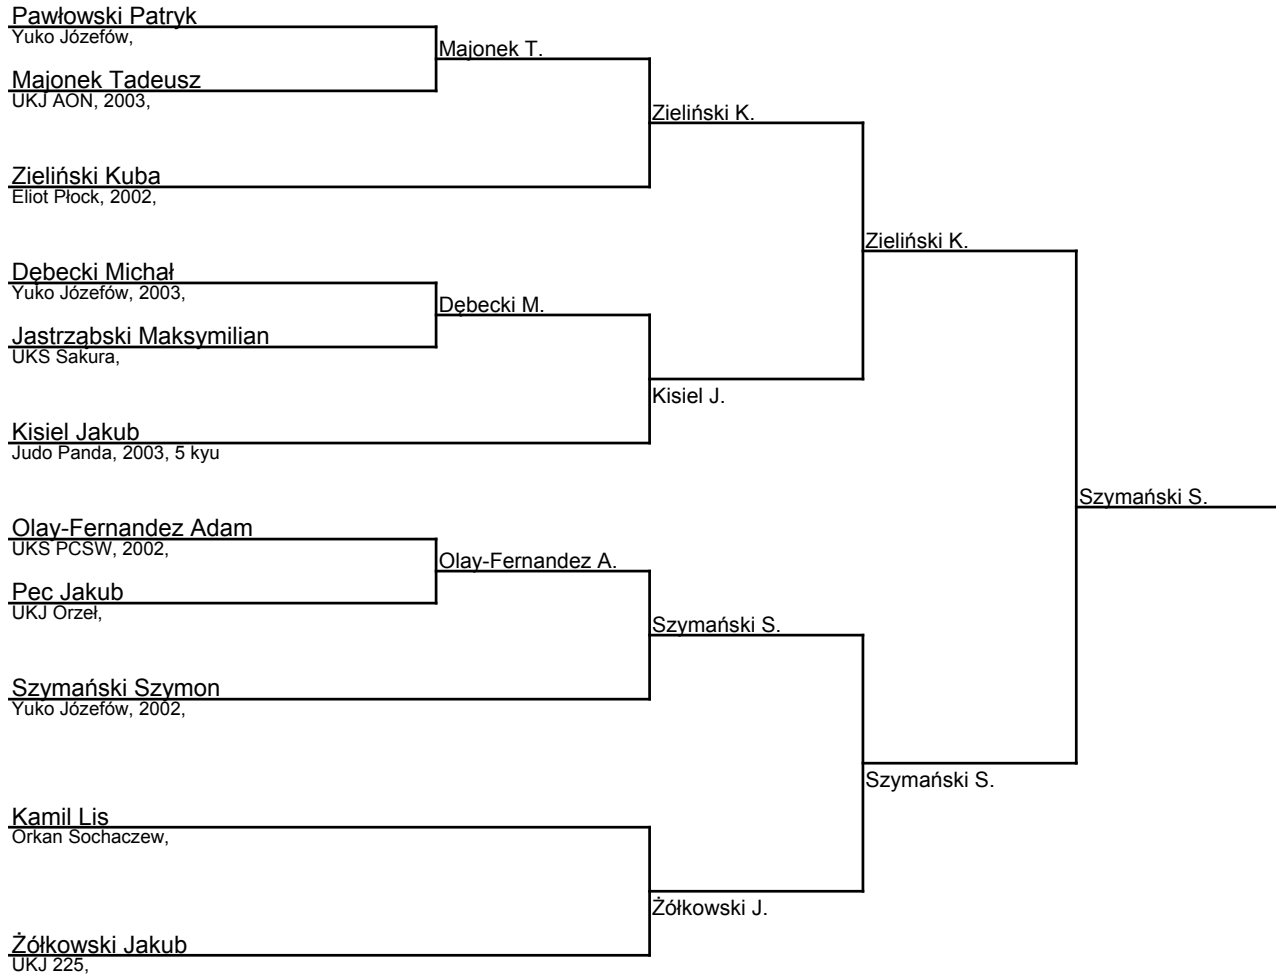 Pawłowski Patryk
Yuko Józefów,
Majonek T.
Majonek Tadeusz
UKJ AON, 2003,
Zieliński K.
Zieliński Kuba
Eliot Płock, 2002,
Zieliński K.
Dębecki Michał
Yuko Józefów, 2003,
Dębecki M.
Jastrząbski Maksymilian
UKS Sakura,
Kisiel J.
Kisiel Jakub
Judo Panda, 2003, 5 kyu
Szymański S.
Olay-Fernandez Adam
UKS PCSW, 2002,
Olay-Fernandez A.
Pec Jakub
UKJ Orzeł,
Szymański S.
Szymański Szymon
Yuko Józefów, 2002,
Szymański S.
Kamil Lis
Orkan Sochaczew,
Żółkowski J.
Żółkowski Jakub
UKJ 225,